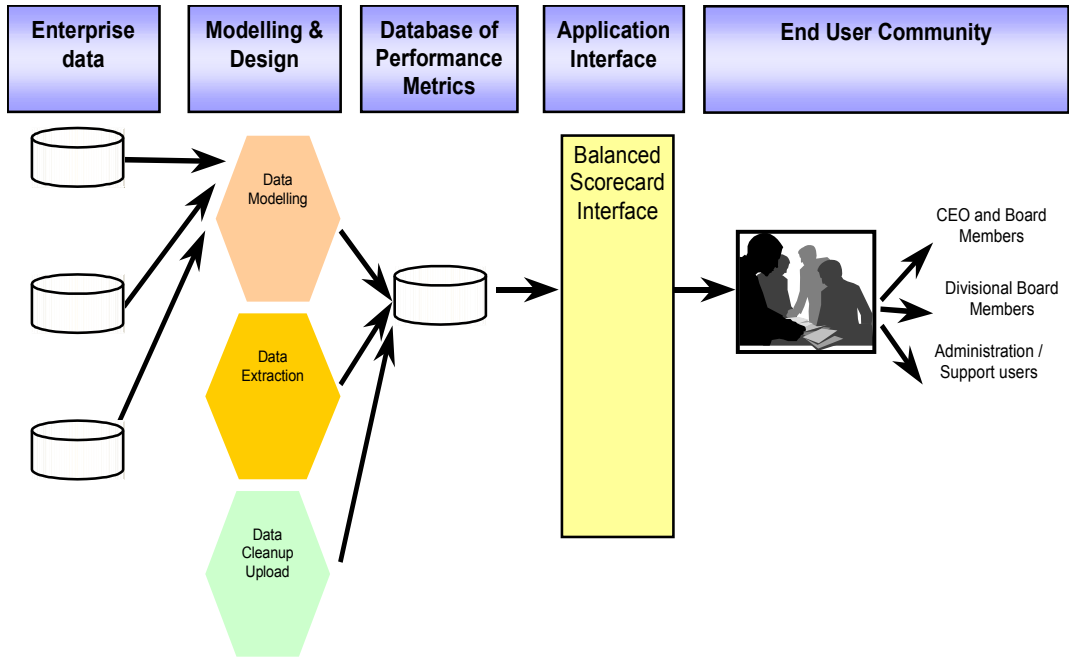 Enterprise
data
Modelling &
Design
Database of
Performance
Metrics
Application
Interface
End User Community
Data
Modelling
Data
Extraction
Data
Cleanup
Upload
Balanced
Scorecard
Interface
CEO and Board
Members
Divisional Board
Members
Administration /
Support users